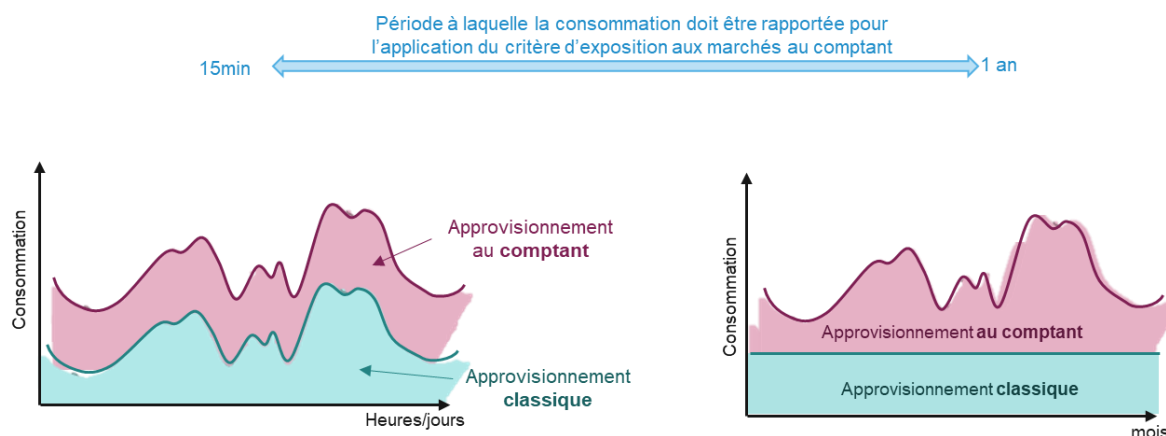 Période à laquelle la consommation doit être rapportée pour
l'application du critère d'exposition aux marchés au comptant
15min
1 an
Consommation
Approvisionnement
au comptant
Approvisionnement
classique
Heures/jours
Consommation
Approvisionnement au comptant
Approvisionnement classique
mois